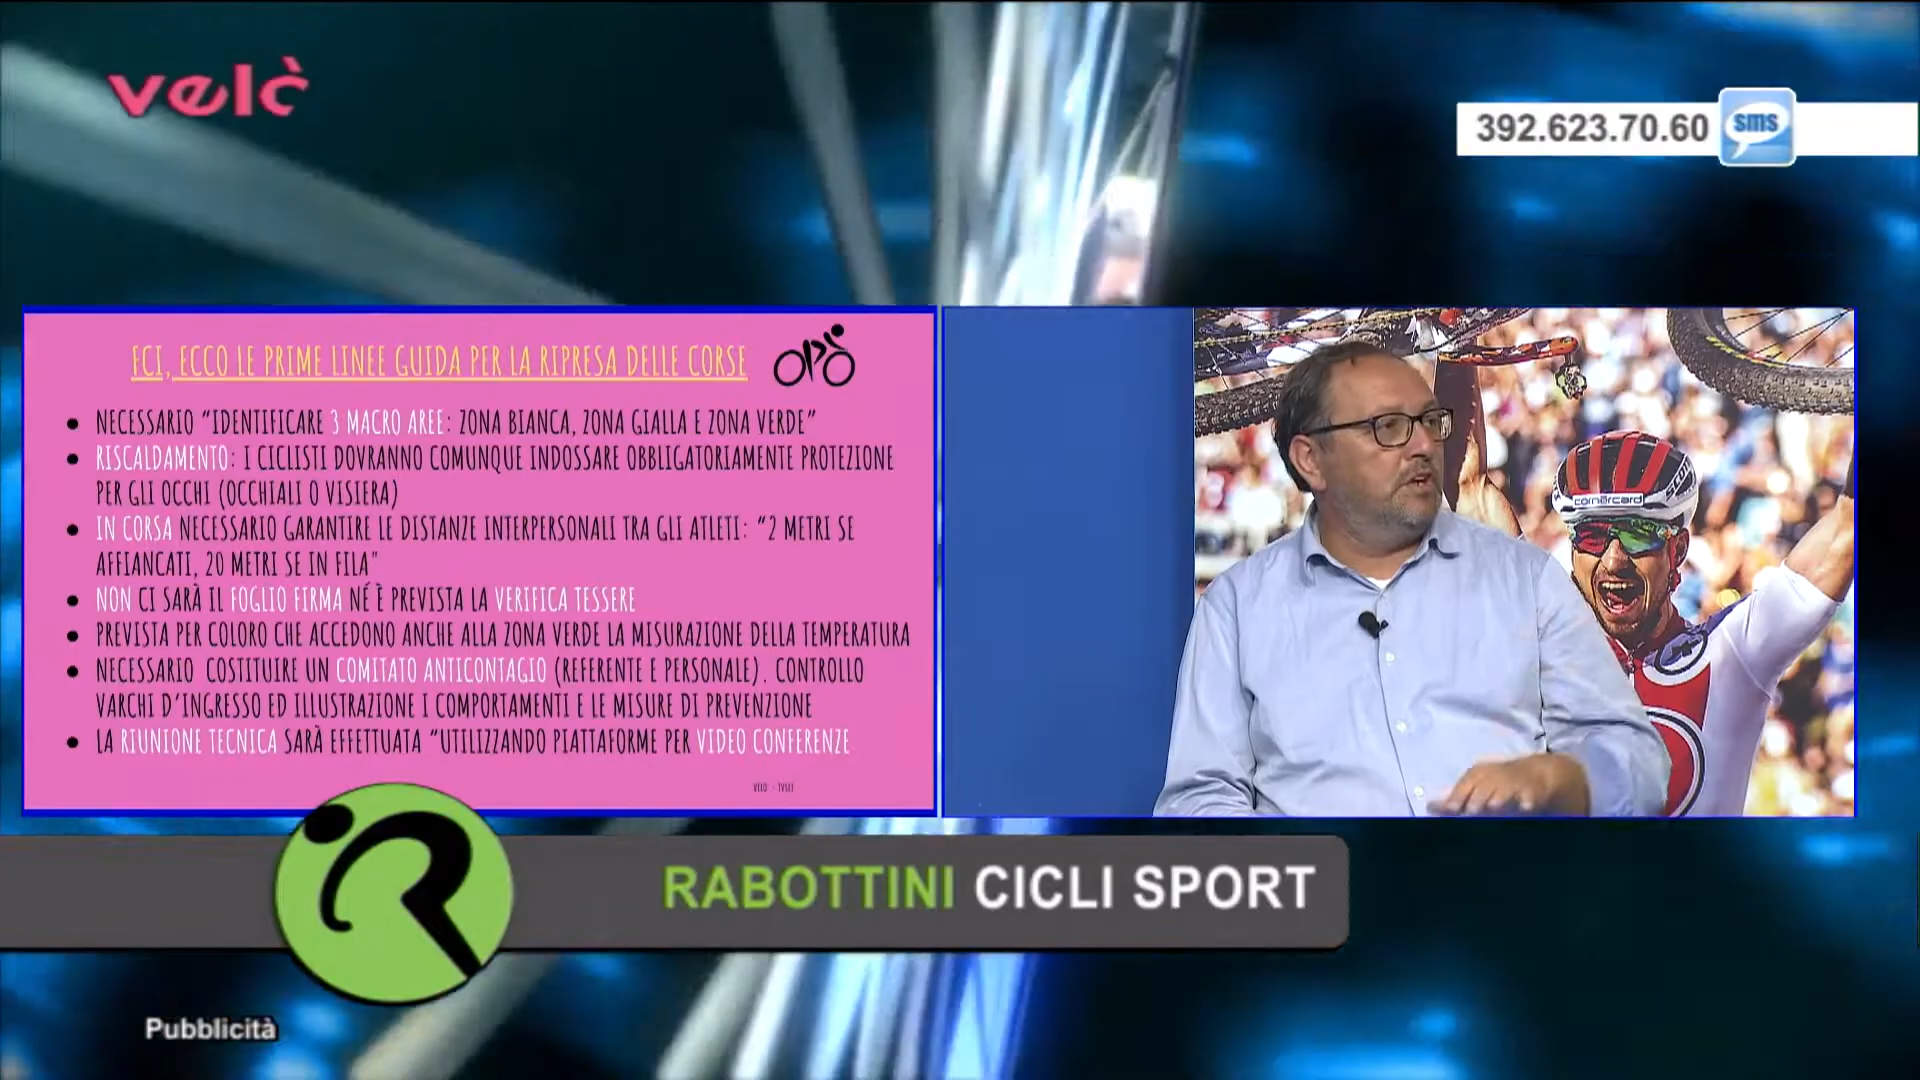 velò
392.623.70.60 sms
FCI, ECCO LE PRIME LINEE GUIDA PER LA RIPRESA DELLE CORSE
• NECESSARIO “IDENTIFICARE 3 MACRO AREE: ZONA BIANCA, ZONA GIALLA E ZONA VERDE”
• RISCALDAMENTO: I CICLISTI DOVRANNO COMUNQUE INDOSSARE OBBLIGATORIAMENTE PROTEZIONE
PER GLI OCCHI (OCCHIALI O VISIERA)
• IN CORSA NECESSARIO GARANTIRE LE DISTANZE INTERPERSONALI TRA GLI ATLETI: “2 METRI SE
AFFIANCATI, 20 METRI SE IN FILA"
• NON CI SARÀ IL FOGLIO FIRMA NÉ È PREVISTA LA VERIFICA TESSERE
• PREVISTA PER COLORO CHE ACCEDONO ANCHE ALLA ZONA VERDE LA MISURAZIONE DELLA TEMPERATURA
• NECESSARIO COSTITUIRE UN COMITATO ANTICONTAGIO (REFERENTE E PERSONALE). CONTROLLO
VARCHI D’INGRESSO ED ILLUSTRAZIONE I COMPORTAMENTI E LE MISURE DI PREVENZIONE
• LA RIUNIONE TECNICA SARÀ EFFETTUATA “UTILIZZANDO PIATTAFORME PER VIDEO CONFERENZE
VELO - TVSEI
cornèrcard
SCOTT
RABOTTINI CICLI SPORT
Pubblicità